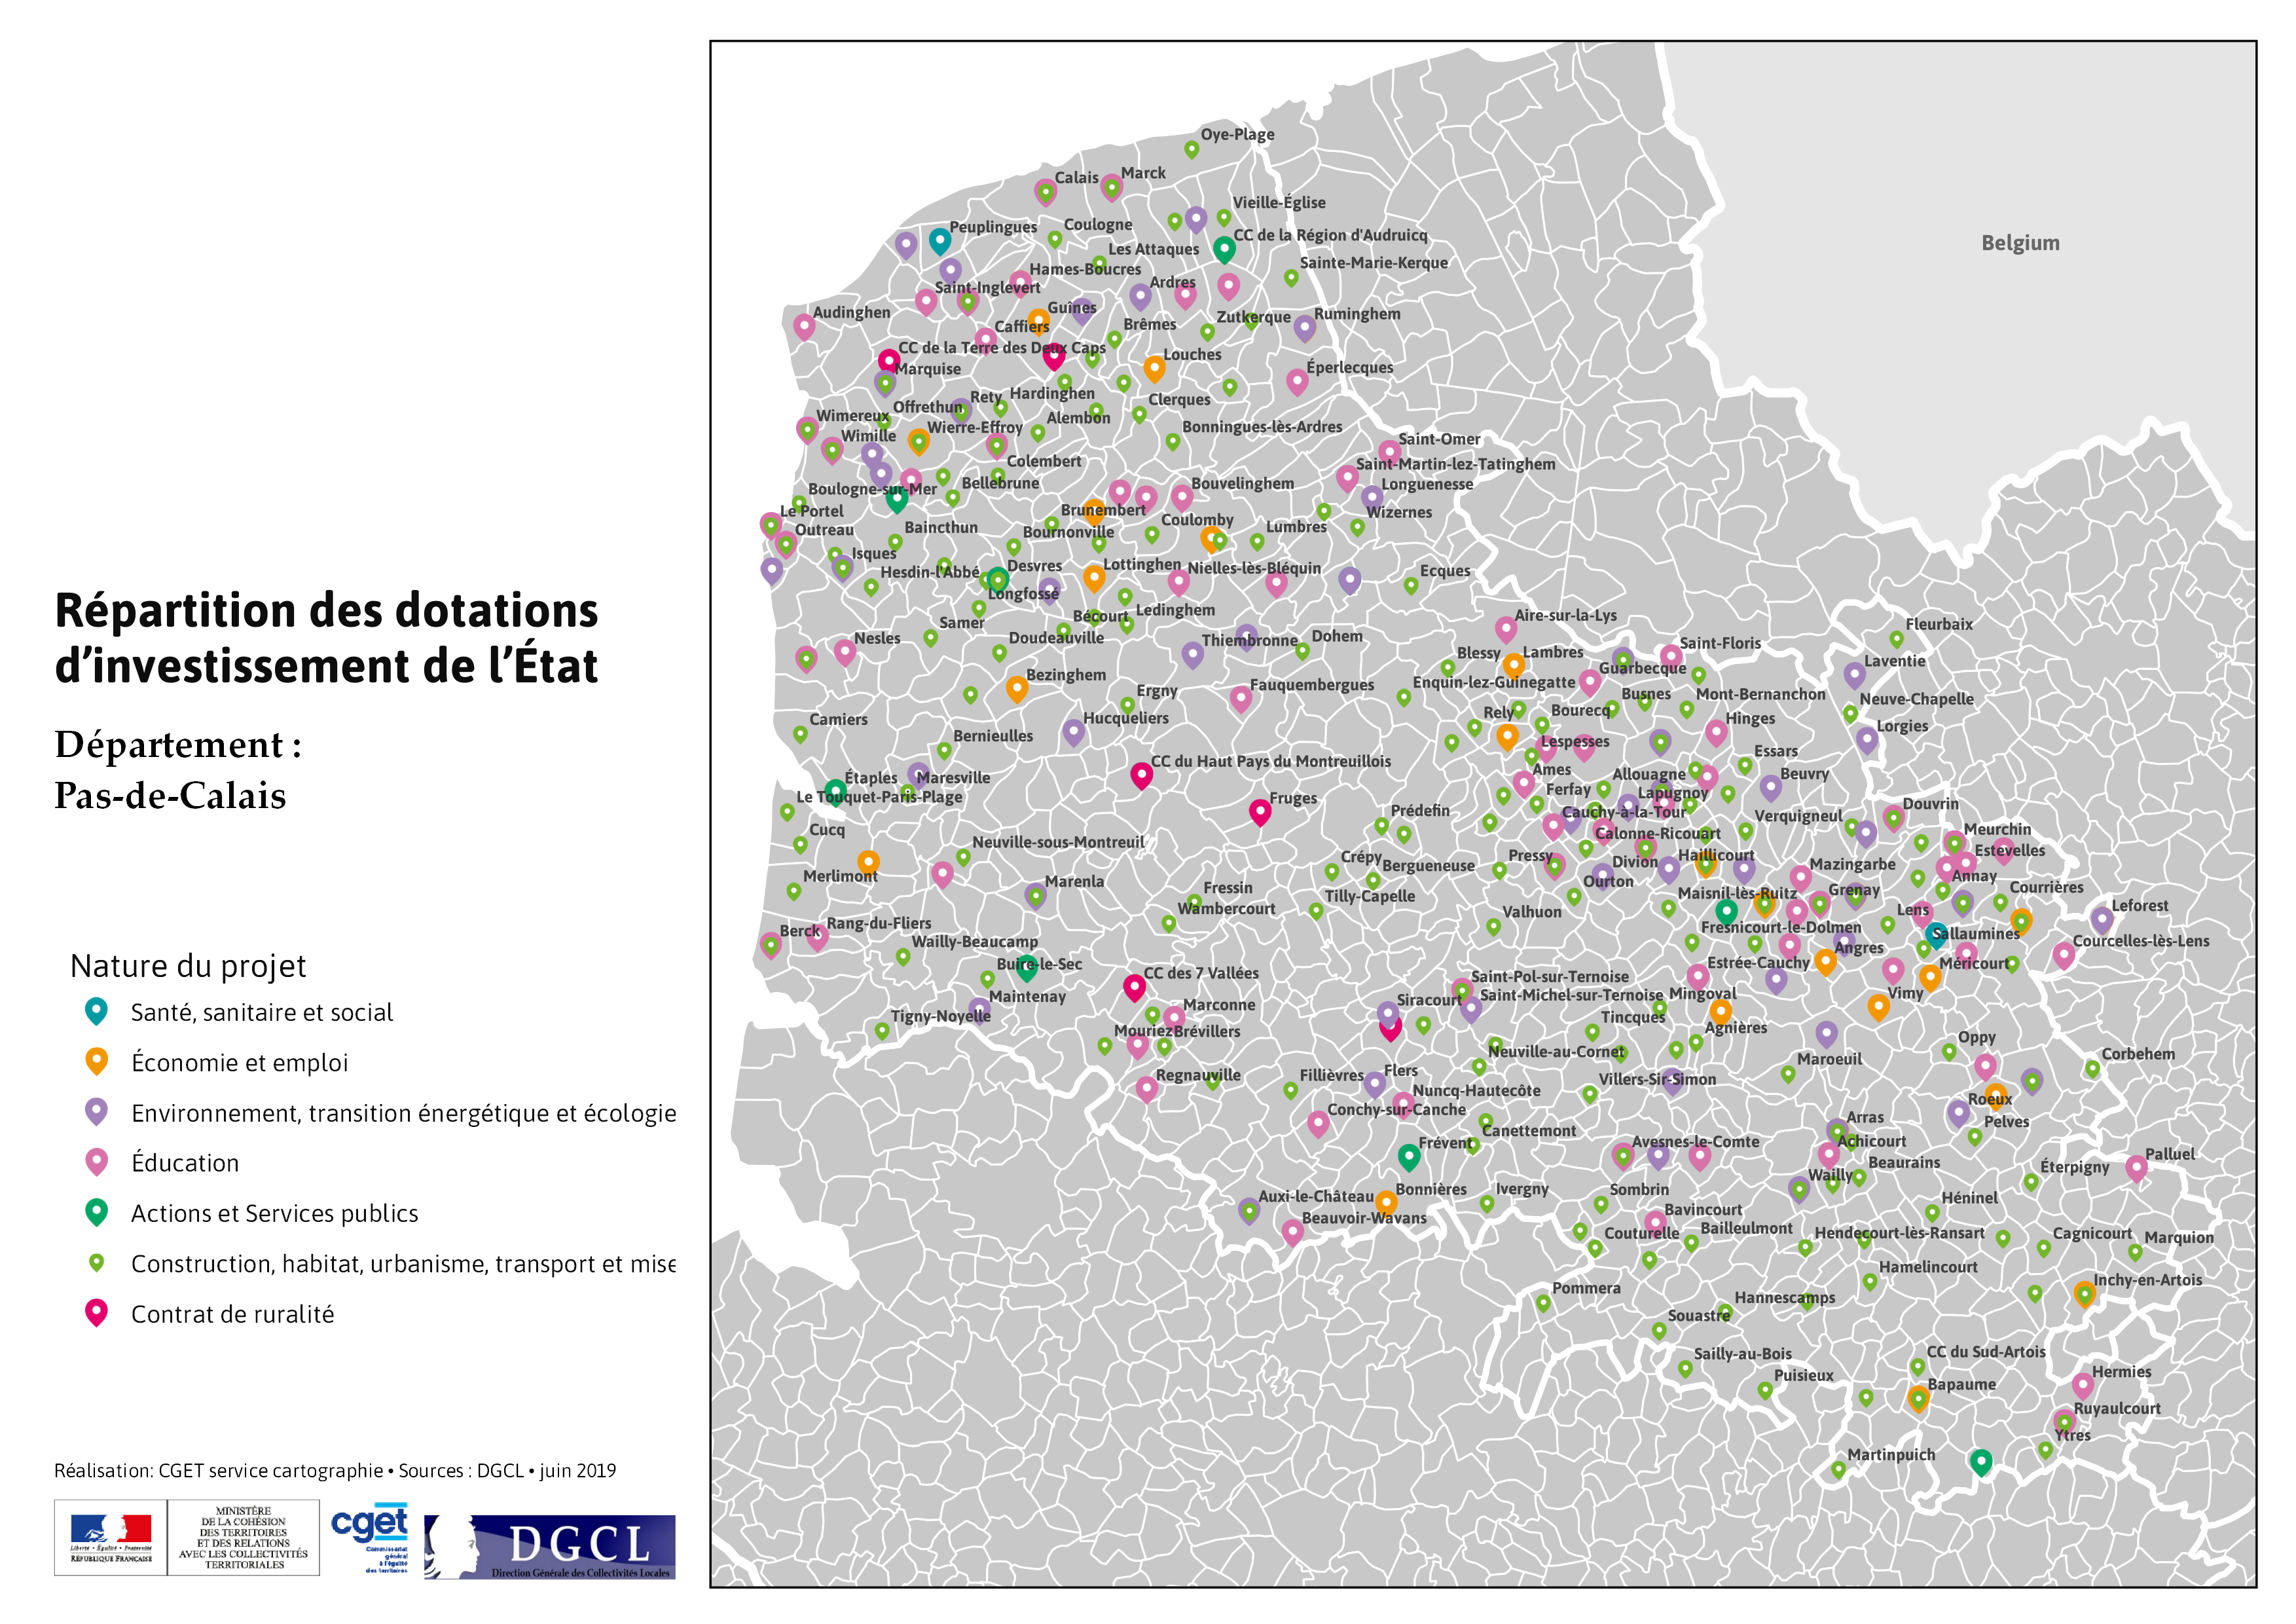 Répartition des dotations
d'investissement de l'État
Département :
Pas-de-Calais
Nature du projet
Santé, sanitaire et social
Économie et emploi
Environnement, transition énergétique et écologie
Éducation
Actions et Services publics
Construction, habitat, urbanisme, transport et mise
Contrat de ruralité
Réalisation: CGET service cartographie • Sources : DGCL • juin 2019
Liberté • Égalité • Fraternité
RÉPUBLIQUE FRANÇAISE
MINISTÈRE
DE LA COHÉSION
DES TERRITOIRES
ET DES RELATIONS
AVEC LES COLLECTIVITÉS
TERRITORIALES
cget
Commissariat
général
à l'égalité
des territoires
DGCL
Direction Générale des Collectivités Locales
Belgium
Oye-Plage
Calais
Marck
Vieille-Église
Peuplingues
Coulogne
CC de la Région d'Audruicq
Les Attaques
Sainte-Marie-Kerque
Hames-Boucres
Saint-Inglevert
Ardres
Audinghen
Guînes
Caffiers
Brêmes
Zutkerque
Ruminghem
CC de la Terre des Deux Caps
Louches
Marquise
Éperlecques
Hardinghen
Rety
Clerques
Offrethun
Wimereux
Alembon
Wierre-Effroy
Bonningues-lès-Ardres
Wimille
Saint-Omer
Colembert
Saint-Martin-lez-Tatinghem
Bellebrune
Boulogne-sur-Mer
Bouvelinghem
Longuenesse
Le Portel
Brunembert
Wizernes
Outreau
Baincthun
Bournonville
Coulomby
Lumbres
Isques
Hesdin-l'Abbé
Desvres
Lottinghen
Nielles-lès-Bléquin
Ecques
Longfossé
Samer
Bécourt
Ledinghem
Aire-sur-la-Lys
Nesles
Doudeauville
Thiembronne
Dohem
Saint-Floris
Fleurbaix
Blessy
Lambres
Guarbecque
Laventie
Bezinghem
Ergny
Fauquembergues
Enquin-lez-Guinegatte
Busnes
Mont-Bernanchon
Neuve-Chapelle
Camiers
Hucqueliers
Rely
Bourecq
Hinges
Lorgies
Bernieulles
Lespesses
Essars
CC du Haut Pays du Montreuillois
Étaples
Maresville
Ames
Allouagne
Beuvry
Le Touquet-Paris-Plage
Fruges
Ferfay
Lapugnoy
Douvrin
Cucq
Prédefin
Cauchy-à-la-Tour
Verquigneul
Neuville-sous-Montreuil
Calonne-Ricouart
Meurchin
Estevelles
Merlimont
Crépy
Bergueneuse
Pressy
Divion
Haillicourt
Mazingarbe
Annay
Marenla
Fressin
Tilly-Capelle
Ourton
Maisnil-lès-Ruitz
Grenay
Courrières
Wambercourt
Valhuon
Lens
Leforest
Berck
Rang-du-Fliers
Fresnicourt-le-Dolmen
Sallaumines
Wailly-Beaucamp
Angres
Courcelles-lès-Lens
Buire-le-Sec
CC des 7 Vallées
Saint-Pol-sur-Ternoise
Estrée-Cauchy
Méricourt
Maintenay
Marconne
Siracourt
Saint-Michel-sur-Ternoise
Mingoval
Vimy
Tigny-Noyelle
Mouriez
Brévillers
Tincques
Agnières
Oppy
Neuville-au-Cornet
Maroeuil
Corbehem
Regnauville
Fillièvres
Flers
Villers-Sir-Simon
Nuncq-Hautecôte
Roeux
Conchy-sur-Canche
Arras
Pelves
Frévent
Canettemont
Avesnes-le-Comte
Achicourt
Beaurains
Palluel
Éterpigny
Auxi-le-Château
Bonnières
Ivergny
Sombrin
Wailly
Héninel
Beauvoir-Wavans
Bavincourt
Couturelle
Bailleulmont
Hendecourt-lès-Ransart
Cagnicourt
Marquion
Hamelincourt
Inchy-en-Artois
Pommera
Hannescamps
Souastre
Sailly-au-Bois
CC du Sud-Artois
Puisieux
Bapaume
Hermies
Ruyaulcourt
Ytres
Martinpuich